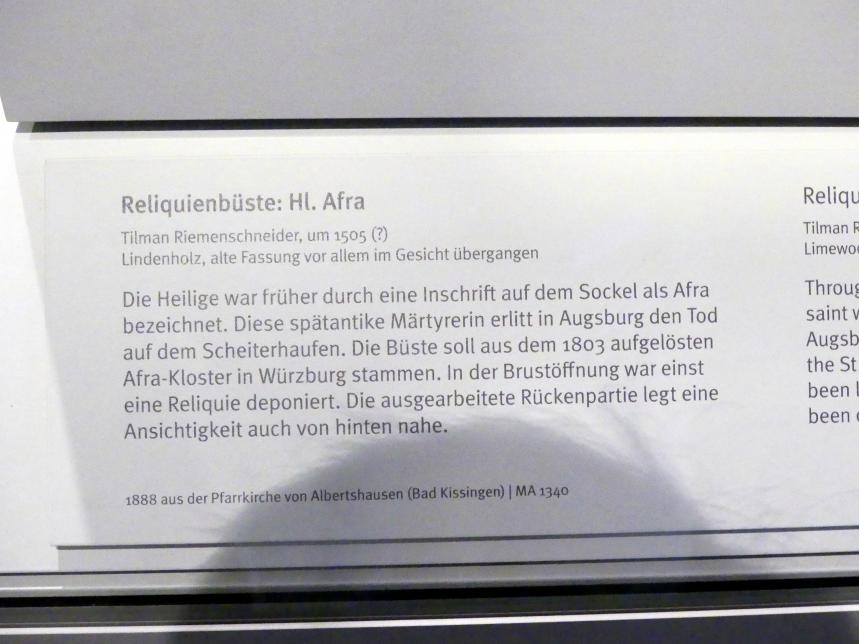 Reliquienbüste: Hl. Afra
Tilman Riemenschneider, um 1505 (?)
Lindenholz, alte Fassung vor allem im Gesicht übergangen
Die Heilige war früher durch eine Inschrift auf dem Sockel als Afra
bezeichnet. Diese spätantike Märtyrerin erlitt in Augsburg den Tod
auf dem Scheiterhaufen. Die Büste soll aus dem 1803 aufgelösten
Afra-Kloster in Würzburg stammen. In der Brustöffnung war einst
eine Reliquie deponiert. Die ausgearbeitete Rückenpartie legt eine
Ansichtigkeit auch von hinten nahe.
1888 aus der Pfarrkirche von Albertshausen (Bad Kissingen) | MA 1340
Reliqu
Tilman R
Limewoo
Throug
saint w
Augsb
the St
been l
been